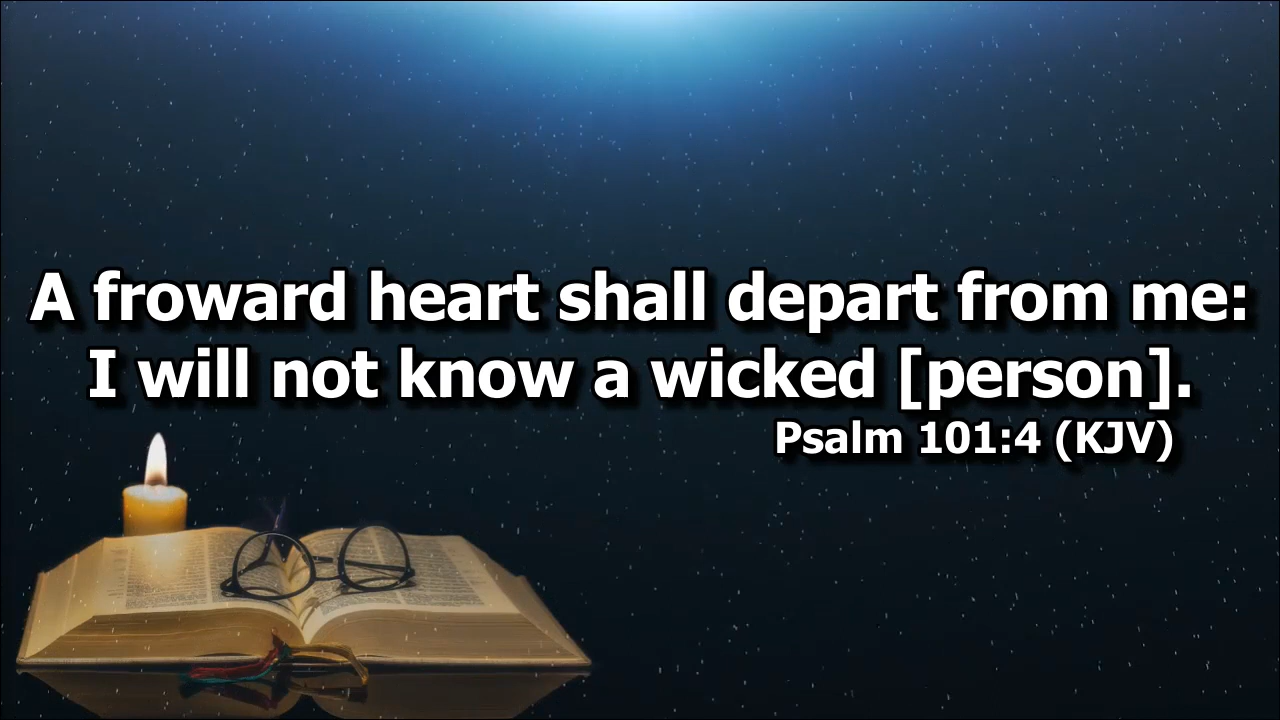 A froward heart shall depart from me:
I will not know a wicked [person].
Psalm 101:4 (KJV)